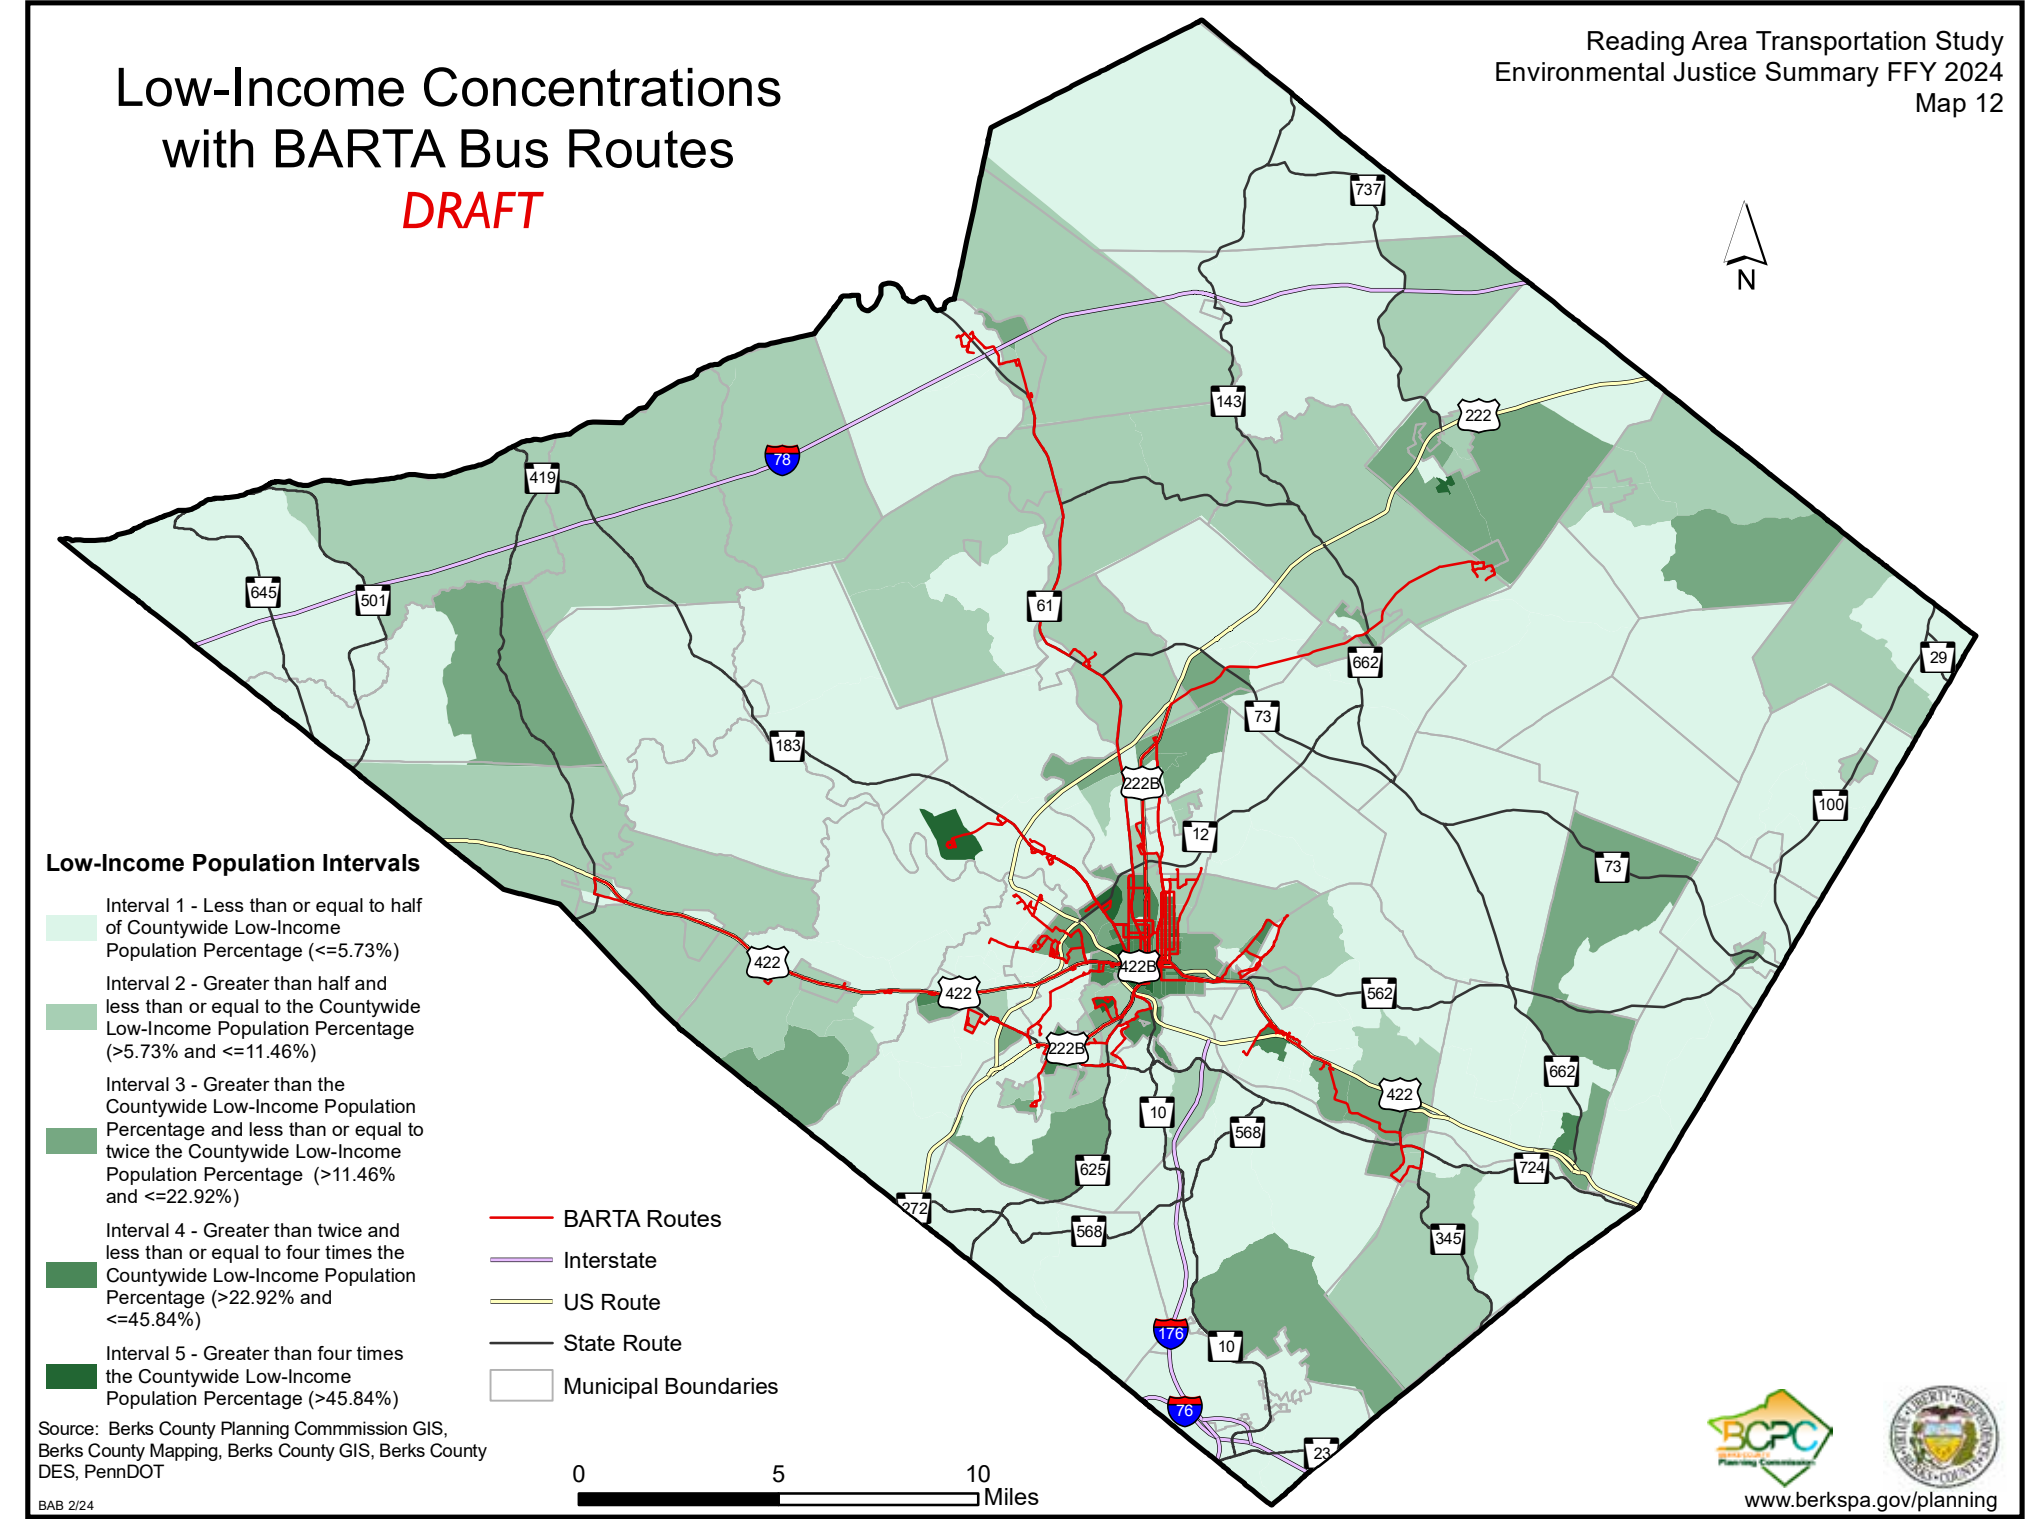 Low-Income Concentrations
with BARTA Bus Routes
DRAFT
Reading Area Transportation Study
Environmental Justice Summary FFY 2024
Map 12
N
737
143
222
78
419
645
501
61
662
29
73
183
222B
12
100
73
422
422
422B
562
222B
662
422
10
568
625
724
272
568
345
176
10
76
23
Low-Income Population Intervals
Interval 1 - Less than or equal to half
of Countywide Low-Income
Population Percentage (<=5.73%)
Interval 2 - Greater than half and
less than or equal to the Countywide
Low-Income Population Percentage
(>5.73% and <=11.46%)
Interval 3 - Greater than the
Countywide Low-Income Population
Percentage and less than or equal to
twice the Countywide Low-Income
Population Percentage (>11.46%
and <=22.92%)
Interval 4 - Greater than twice and
less than or equal to four times the
Countywide Low-Income Population
Percentage (>22.92% and
<=45.84%)
Interval 5 - Greater than four times
the Countywide Low-Income
Population Percentage (>45.84%)
BARTA Routes
Interstate
US Route
State Route
Municipal Boundaries
Source: Berks County Planning Commmission GIS,
Berks County Mapping, Berks County GIS, Berks County
DES, PennDOT
BAB 2/24
0 5 10
Miles
BCPC
Planning Commission
www.berkspa.gov/planning